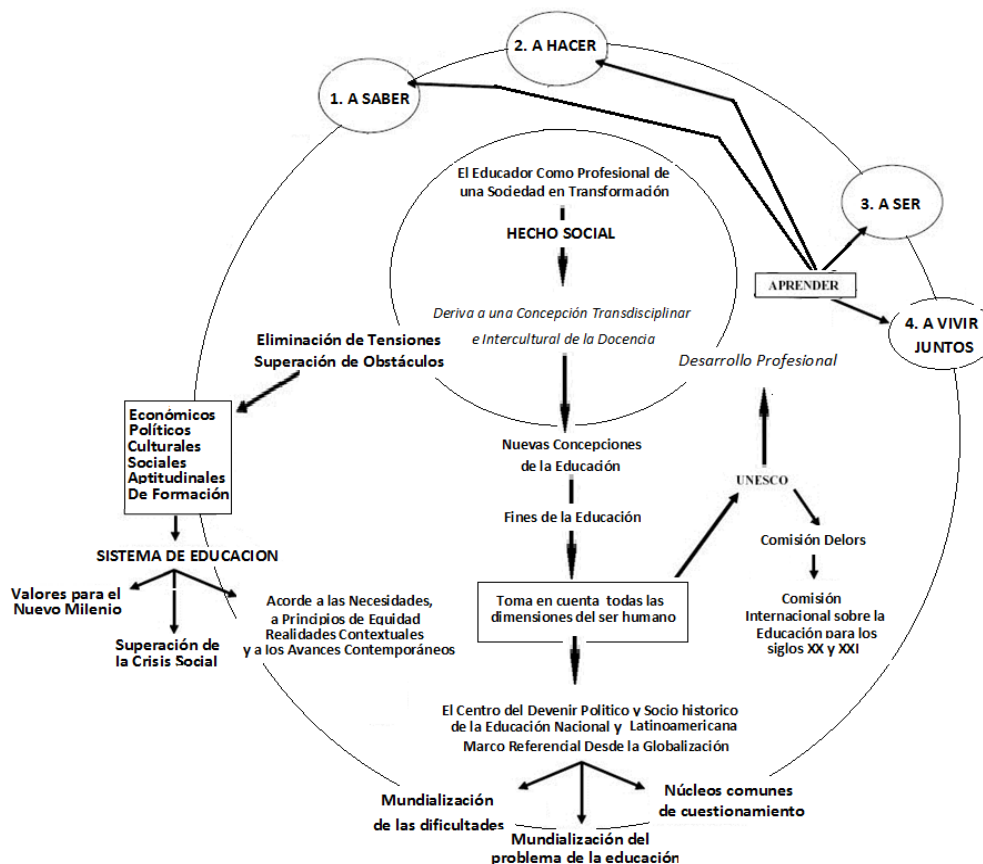 2. A HACER
1. A SABER
El Educador Como Profesional de
una Sociedad en Transformación
HECHO SOCIAL
3. A SER
APRENDER
4. A VIVIR
JUNTOS
Deriva a una Concepción Transdisciplinar
e Intercultural de la Docencia
Eliminación de Tensiones
Superación de Obstáculos
Desarrollo Profesional
Económicos
Políticos
Culturales
Sociales
Aptitudinales
De Formación
Nuevas Concepciones
de la Educación
UNESCO
Fines de la Educación
Comisión Delors
SISTEMA DE EDUCACION
Valores para el
Nuevo Milenio
Superación de
la Crisis Social
Acorde a las Necesidades,
a Principios de Equidad
Realidades Contextuales
y a los Avances Contemporáneos
Toma en cuenta todas las
dimensiones del ser humano
Comisión
Internacional sobre la
Educación para los
siglos XX y XXI
El Centro del Devenir Politico y Socio historico
de la Educación Nacional y Latinoamericana
Marco Referencial Desde la Globalización
Mundialización
de las dificultades
Mundialización del
problema de la educación
Núcleos comunes
de cuestionamiento